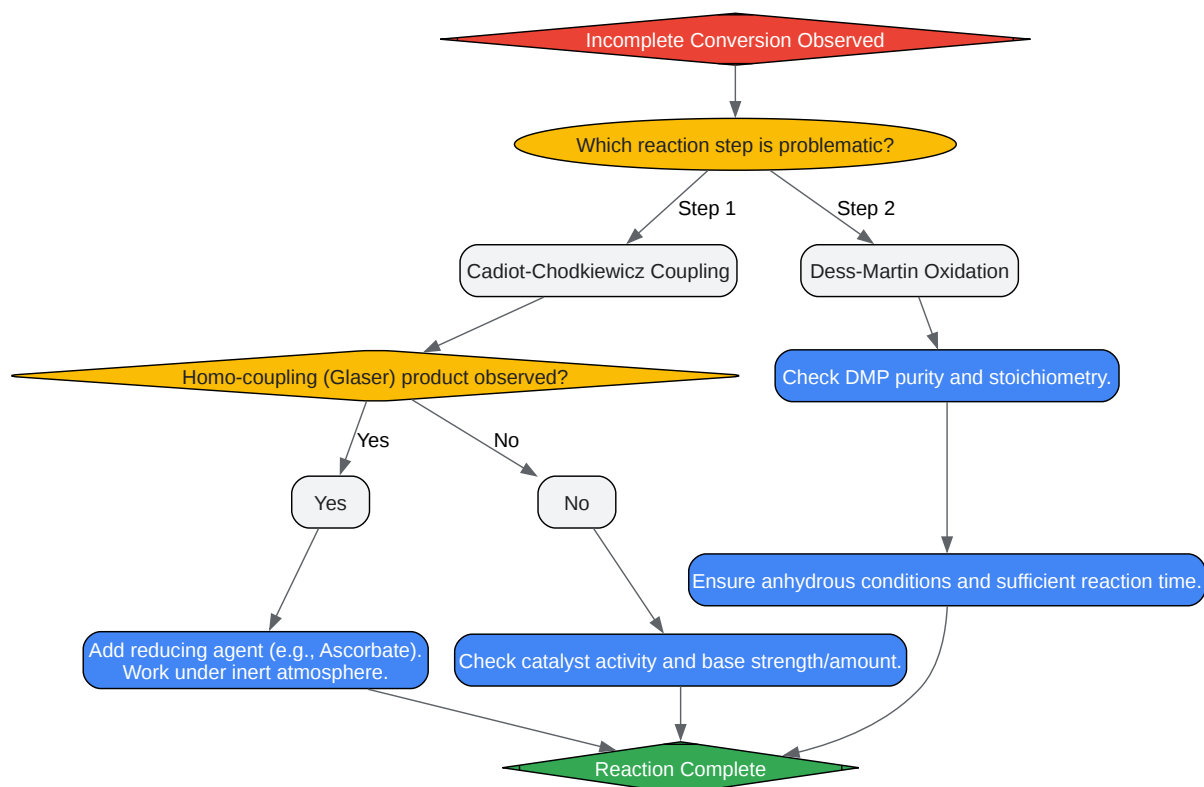 Incomplete Conversion Observed
Which reaction step is problematic?
Step 1
Step 2
Cadiot-Chodkiewicz Coupling
Dess-Martin Oxidation
Homo-coupling (Glaser) product observed?
Check DMP purity and stoichiometry.
Yes
No
Yes
No
Ensure anhydrous conditions and sufficient reaction time.
Add reducing agent (e.g., Ascorbate).
Work under inert atmosphere.
Check catalyst activity and base strength/amount.
Reaction Complete